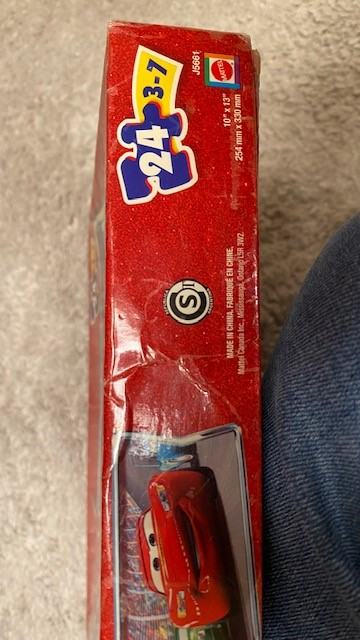 24
3-7
J5661
MATTEL
10" x 13"
254 mm x 330 mm
S
MADE IN CHINA. FABRIQUÉ EN CHINE.
Mattel Canada Inc., Mississauga, Ontario L5R 3W2.